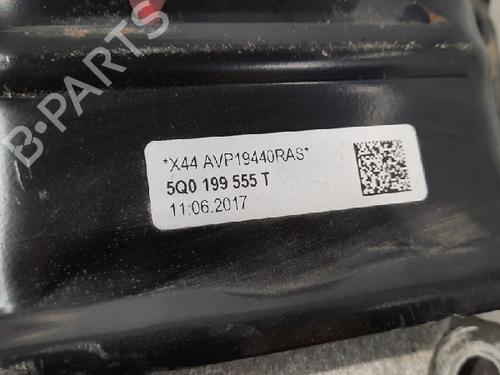 *X44 AVP19440RAS*
5Q0 199 555 T
11.06.2017
B-PARTS